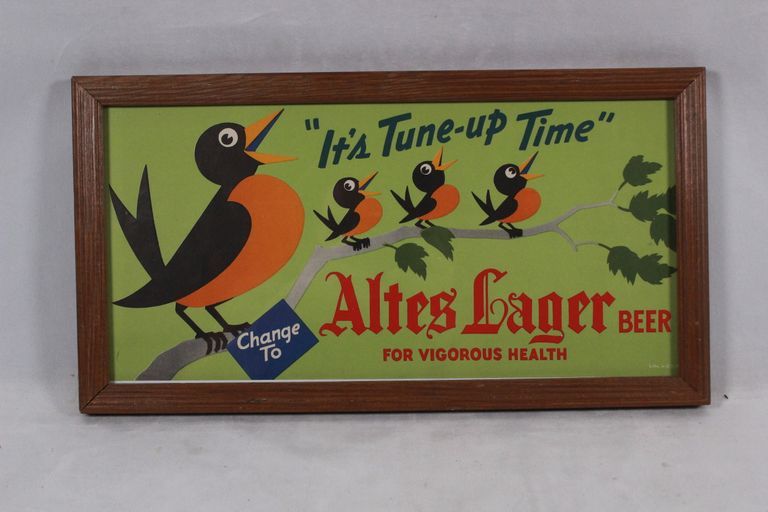 "It's Tune-up Time"
Change
To
Altes Lager BEER
FOR VIGOROUS HEALTH